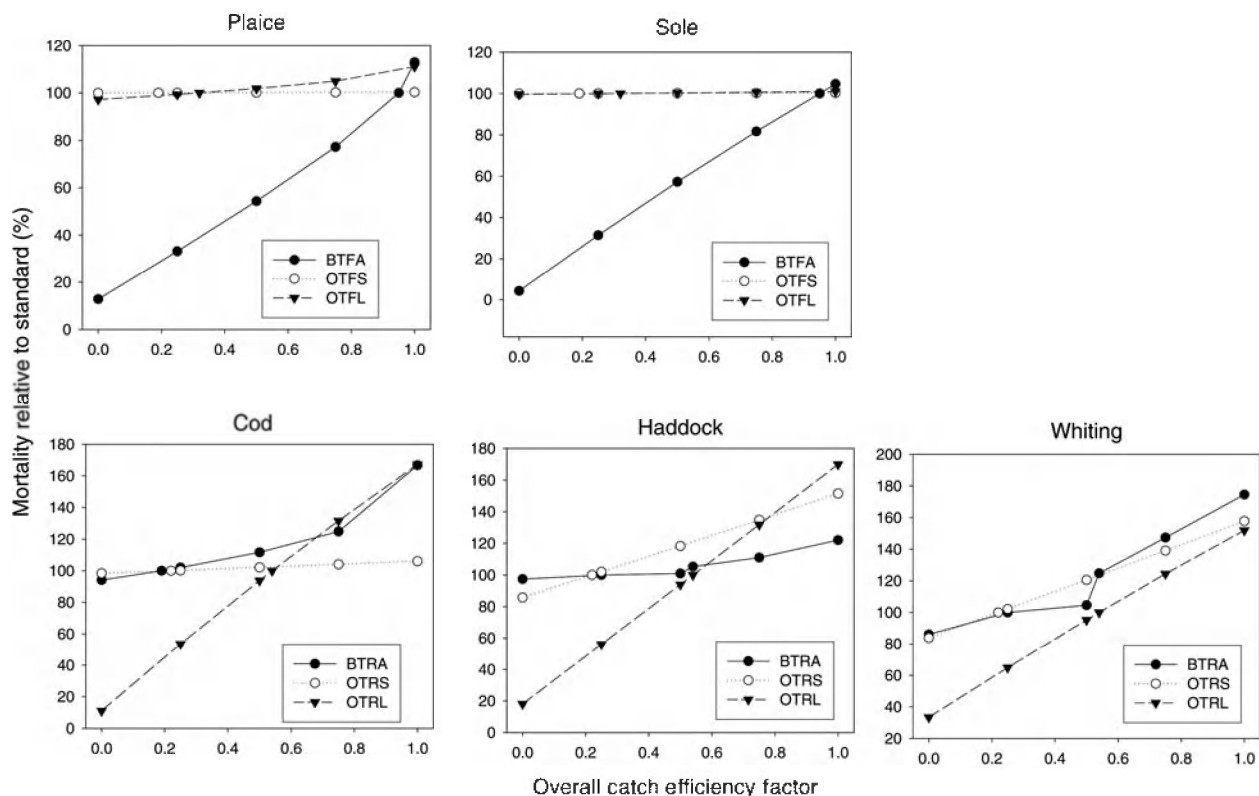 Plaice
120
100
80
60
40
20
0
0.0 0.2 0.4 0.6 0.8 1.0
BTFA
OTFS
OTFL
Sole
120
100
80
60
40
20
0
0.0 0.2 0.4 0.6 0.8 1.0
BTFA
OTFS
OTFL
Mortality relative to standard (%)
Cod
180
160
140
120
100
80
60
40
20
0
0.0 0.2 0.4 0.6 0.8 1.0
BTRA
OTRS
OTRL
Haddock
180
160
140
120
100
80
60
40
20
0
0.0 0.2 0.4 0.6 0.8 1.0
BTRA
OTRS
OTRL
Whiting
200
180
160
140
120
100
80
60
40
20
0.0 0.2 0.4 0.6 0.8 1.0
BTRA
OTRS
OTRL
Overall catch efficiency factor